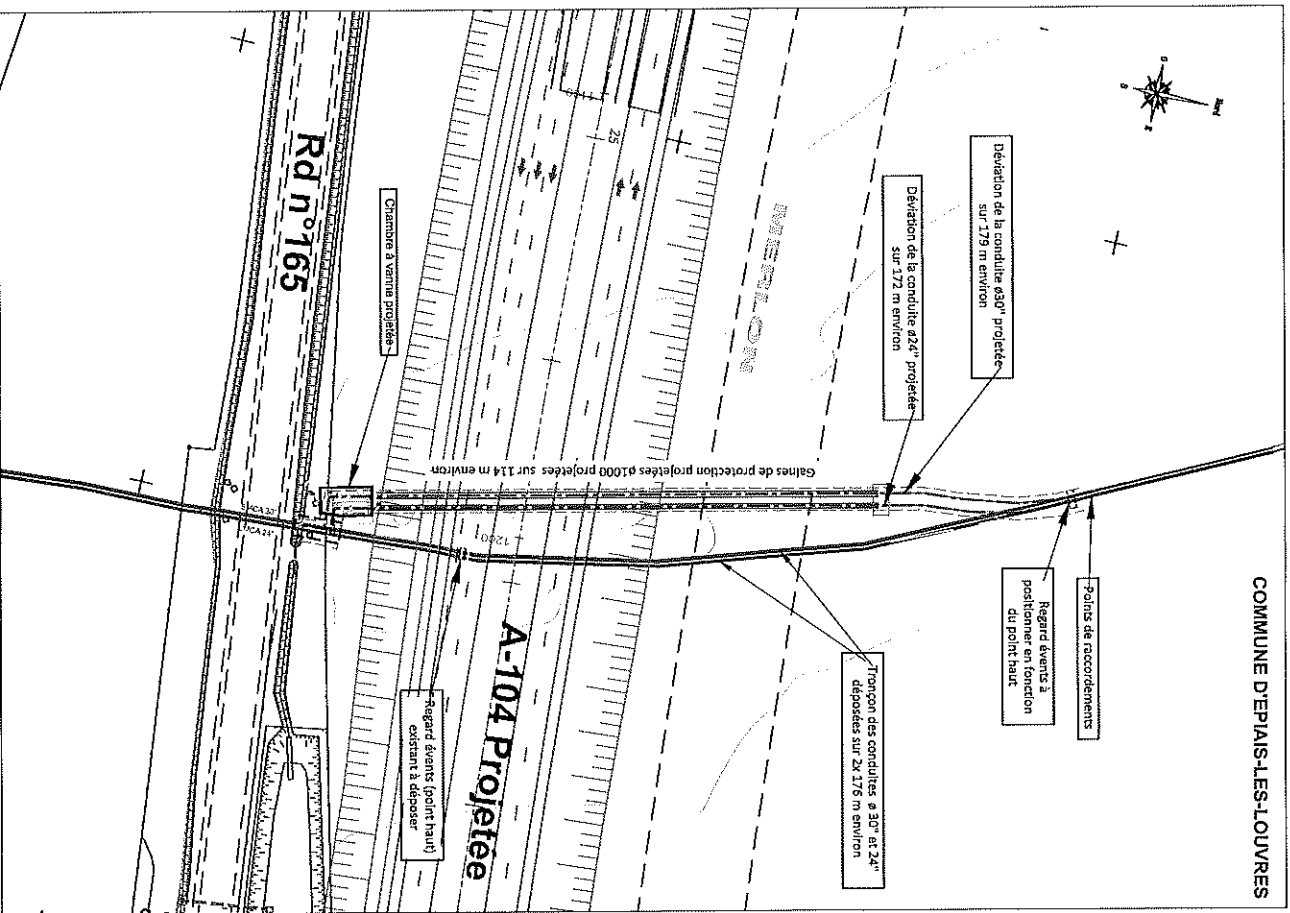 COMMUNE D'EPIAIS-LES-LOUVRES
Nord
Déviation de la conduite ø30" projetée
sur 179 m environ
Déviation de la conduite ø24" projetée
sur 172 m environ
Points de raccordements
Regard évents à
positionner en fonction
du point haut
MERLON
Tronçon des conduites ø 30" et 24"
déposées sur 2x 176 m environ
Gaines de protection projetées ø1000 projetées sur 114 m environ
25
1200
A-104 Projetée
Regard évents (point haut)
existant à déposer
Chambre à vanne projetée
Rd n°165